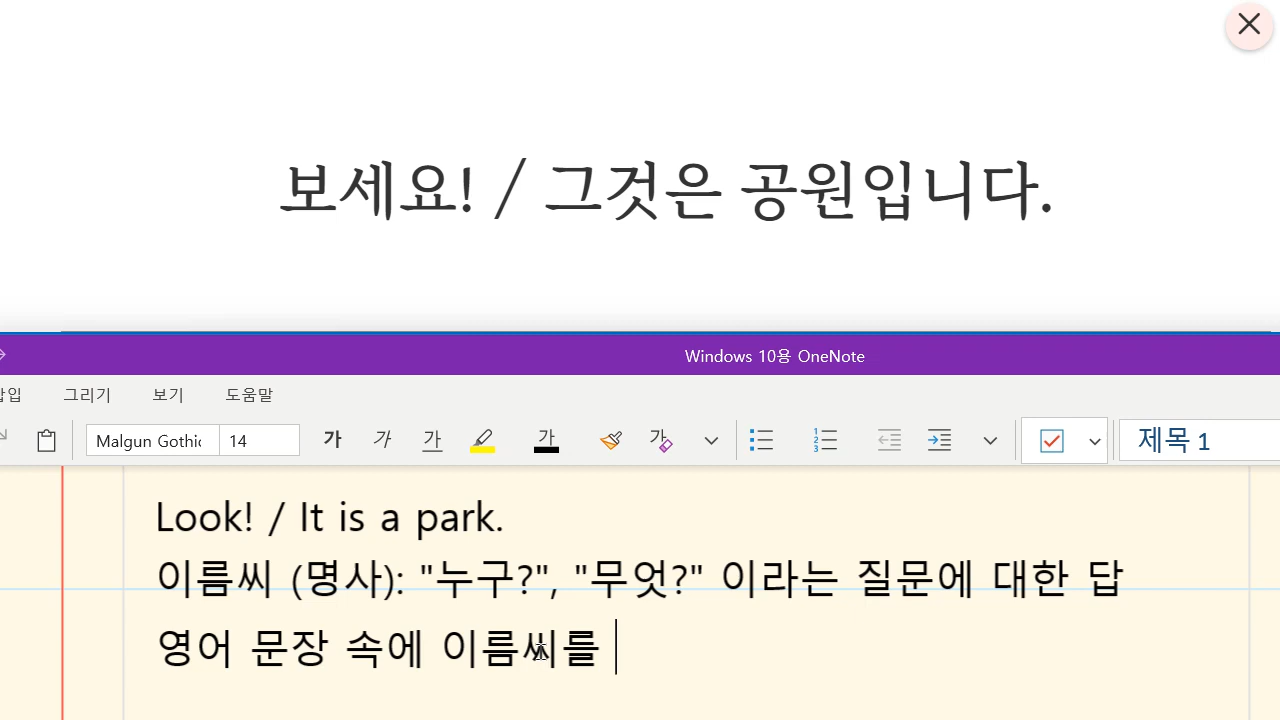 보세요! / 그것은 공원입니다.
Windows 10용 OneNote
삽입 그리기 보기 도움말
Malgun Gothic 14 가 가 가 가 가 제목 1
Look! / It is a park.
이름씨 (명사): "누구?", "무엇?" 이라는 질문에 대한 답
영어 문장 속에 이름씨를